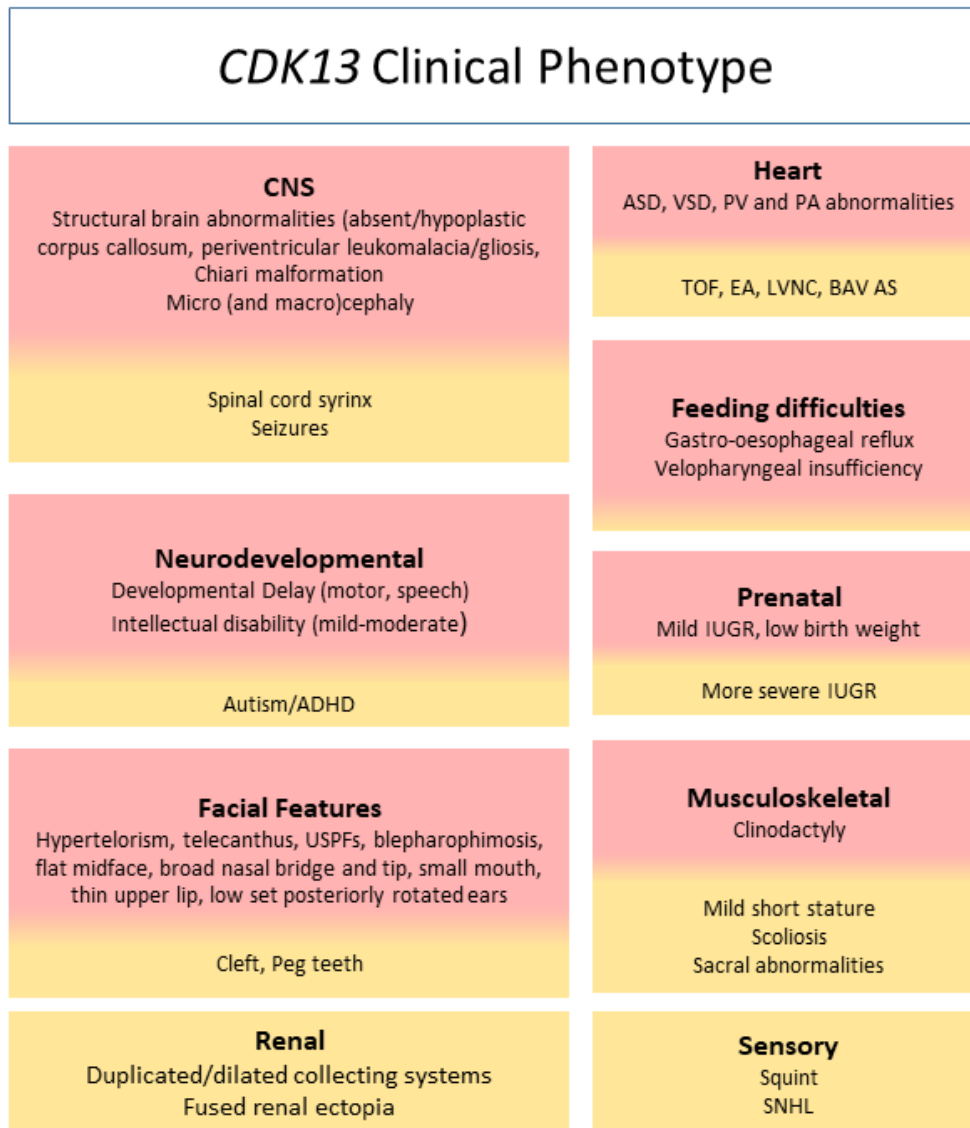 CDK13 Clinical Phenotype
CNS
Structural brain abnormalities (absent/hypoplastic
corpus callosum, periventricular leukomalacia/gliosis,
Chiari malformation
Micro (and macro)cephaly
Spinal cord syrinx
Seizures
Neurodevelopmental
Developmental Delay (motor, speech)
Intellectual disability (mild-moderate)
Autism/ADHD
Facial Features
Hypertelorism, telecanthus, USPFs, blepharophimosis,
flat midface, broad nasal bridge and tip, small mouth,
thin upper lip, low set posteriorly rotated ears
Cleft, Peg teeth
Renal
Duplicated/dilated collecting systems
Fused renal ectopia
Heart
ASD, VSD, PV and PA abnormalities
TOF, EA, LVNC, BAV AS
Feeding difficulties
Gastro-oesophageal reflux
Velopharyngeal insufficiency
Prenatal
Mild IUGR, low birth weight
More severe IUGR
Musculoskeletal
Clinodactyly
Mild short stature
Scoliosis
Sacral abnormalities
Sensory
Squint
SNHL